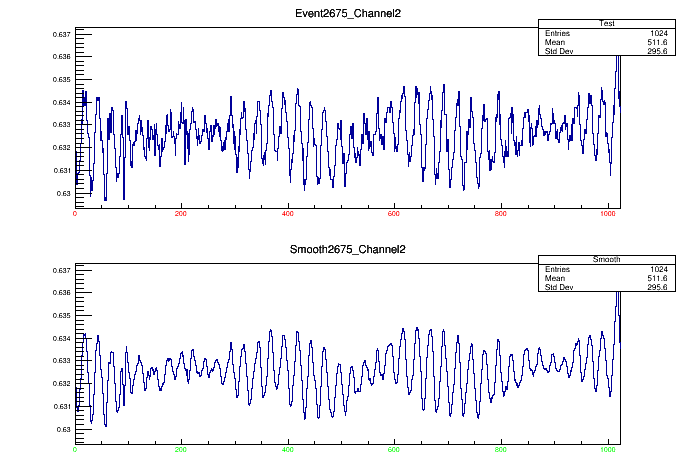 Event2675_Channel2
Test
Entries 1024
Mean 511.6
Std Dev 295.6
0.637
0.636
0.635
0.634
0.633
0.632
0.631
0.63
0 200 400 600 800 1000
Smooth2675_Channel2
Smooth
Entries 1024
Mean 511.6
Std Dev 295.6
0.637
0.636
0.635
0.634
0.633
0.632
0.631
0.63
0 200 400 600 800 1000